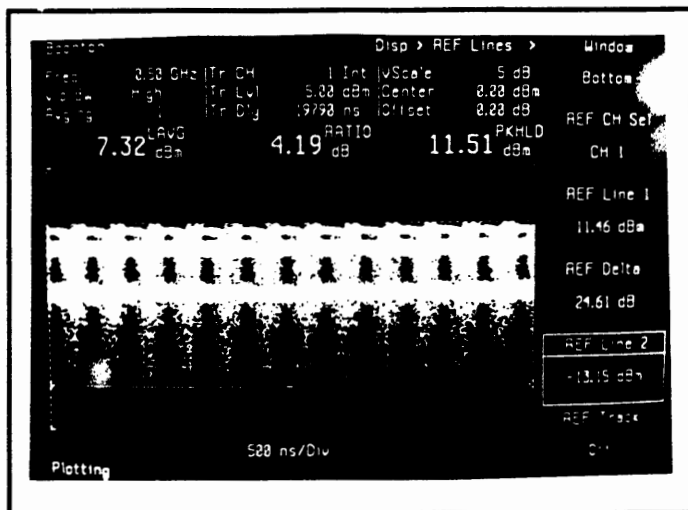 Boonton Disp > REF Lines > Window
Freq 0.50 GHz Tr CH 1 Int vScale 5 dB Bottom
High Tr Lvl 5.00 dBm Center 0.00 dBm
Tr Dly ns Offset 0.00 dB REF CH Sel
LAVG RATIO PKHLD
7.32 dBm 4.19 dB 11.51 dBm CH 1
REF Line 1
11.46 dBm
REF Delta
24.61 dB
REF Line 2
-13.15 dBm
REF Track
500 ns/Div Off
Plotting